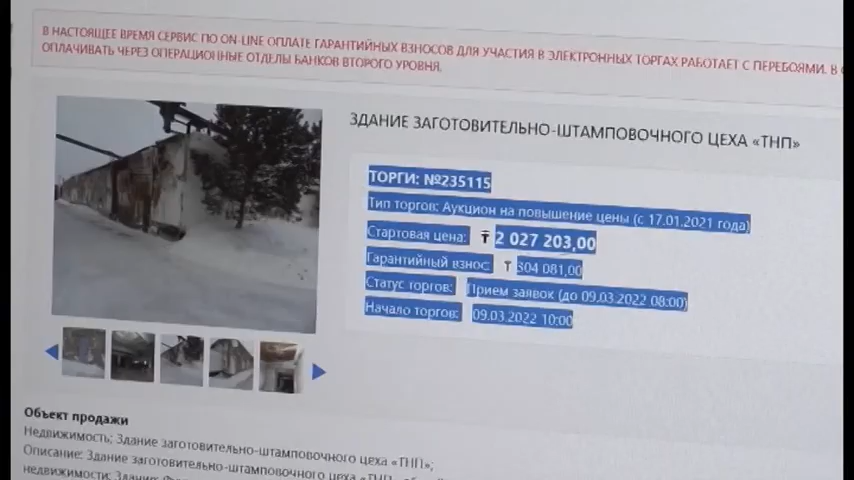 В НАСТОЯЩЕЕ ВРЕМЯ СЕРВИС ПО ON-LINE ОПЛАТЕ ГАРАНТИЙНЫХ ВЗНОСОВ ДЛЯ УЧАСТИЯ В ЭЛЕКТРОННЫХ ТОРГАХ РАБОТАЕТ С ПЕРЕБОЯМИ. В
ОПЛАЧИВАТЬ ЧЕРЕЗ ОПЕРАЦИОННЫЕ ОТДЕЛЫ БАНКОВ ВТОРОГО УРОВНЯ.
ЗДАНИЕ ЗАГОТОВИТЕЛЬНО-ШТАМПОВОЧНОГО ЦЕХА «ТНП»
ТОРГИ: №235115
Тип торгов: Аукцион на повышение цены (с 17.01.2021 года)
Стартовая цена: ₸ 2 027 203,00
Гарантийный взнос: ₸ 304 081,00
Статус торгов: Прием заявок (до 09.03.2022 08:00)
Начало торгов: 09.03.2022 10:00
Объект продажи
Недвижимость; Здание заготовительно-штамповочного цеха «ТНП»;
Описание: Здание заготовительно-штамповочного цеха «ТНП»
недвижимости: Здание